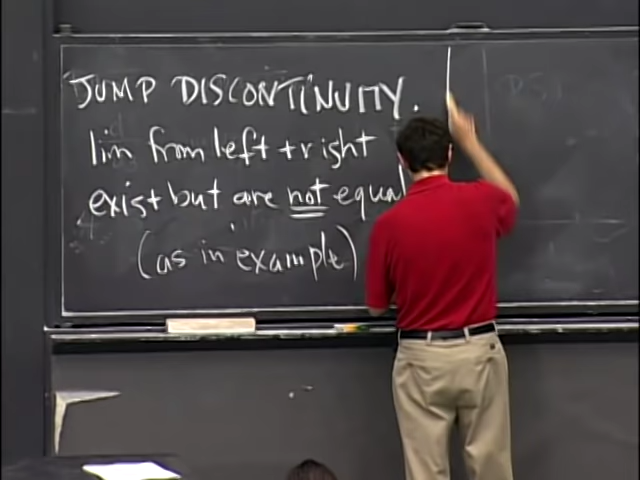 JUMP DISCONTINUITY.
lim from left + right
exist but are not equal
(as in example)